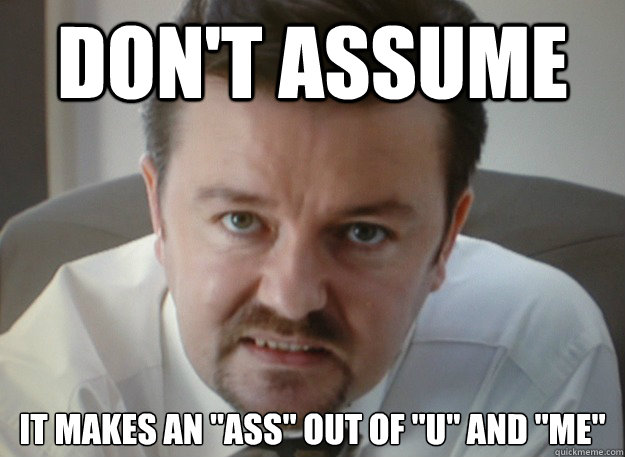 DON'T ASSUME
IT MAKES AN "ASS" OUT OF "U" AND "ME"
quickmeme.com